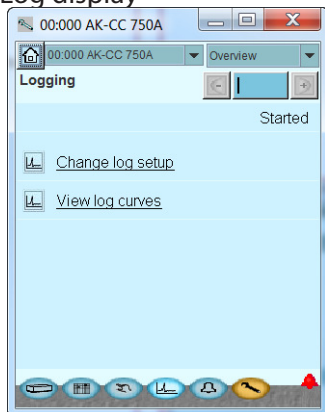 Log display
00:000 AK-CC 750A
00:000 AK-CC 750A Overview
Logging
Started
Change log setup
View log curves